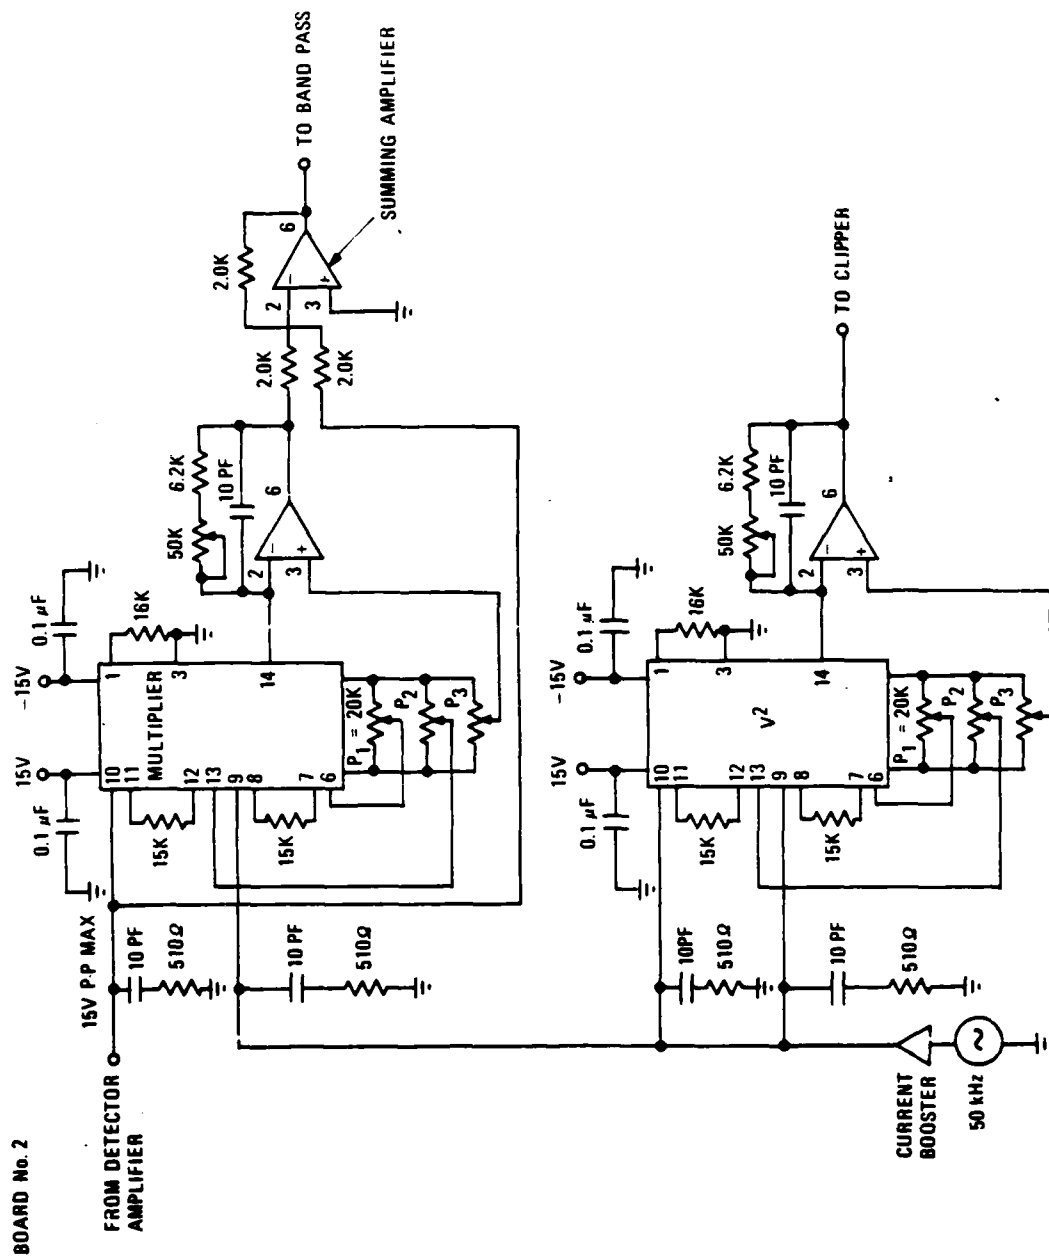 BOARD No. 2
FROM DETECTOR
AMPLIFIER
15V P-P MAX
10 PF
510Ω
10 PF
510Ω
0.1 µF
15V
-15V
0.1 µF
10
11
12
13
9
8
7
6
MULTIPLIER
1
3
14
16K
15K
15K
P1 = 20K
P2
P3
50K
6.2K
10 PF
2
3
6
-
+
2.0K
2.0K
2.0K
2
3
6
-
+
TO BAND PASS
SUMMING AMPLIFIER
CURRENT
BOOSTER
50 kHz
~
10PF
510Ω
10 PF
510Ω
0.1 µF
15V
-15V
0.1 µF
10
11
12
13
9
8
7
6
V²
1
3
14
16K
15K
15K
P1 = 20K
P2
P3
50K
6.2K
10 PF
2
3
6
-
+
TO CLIPPER